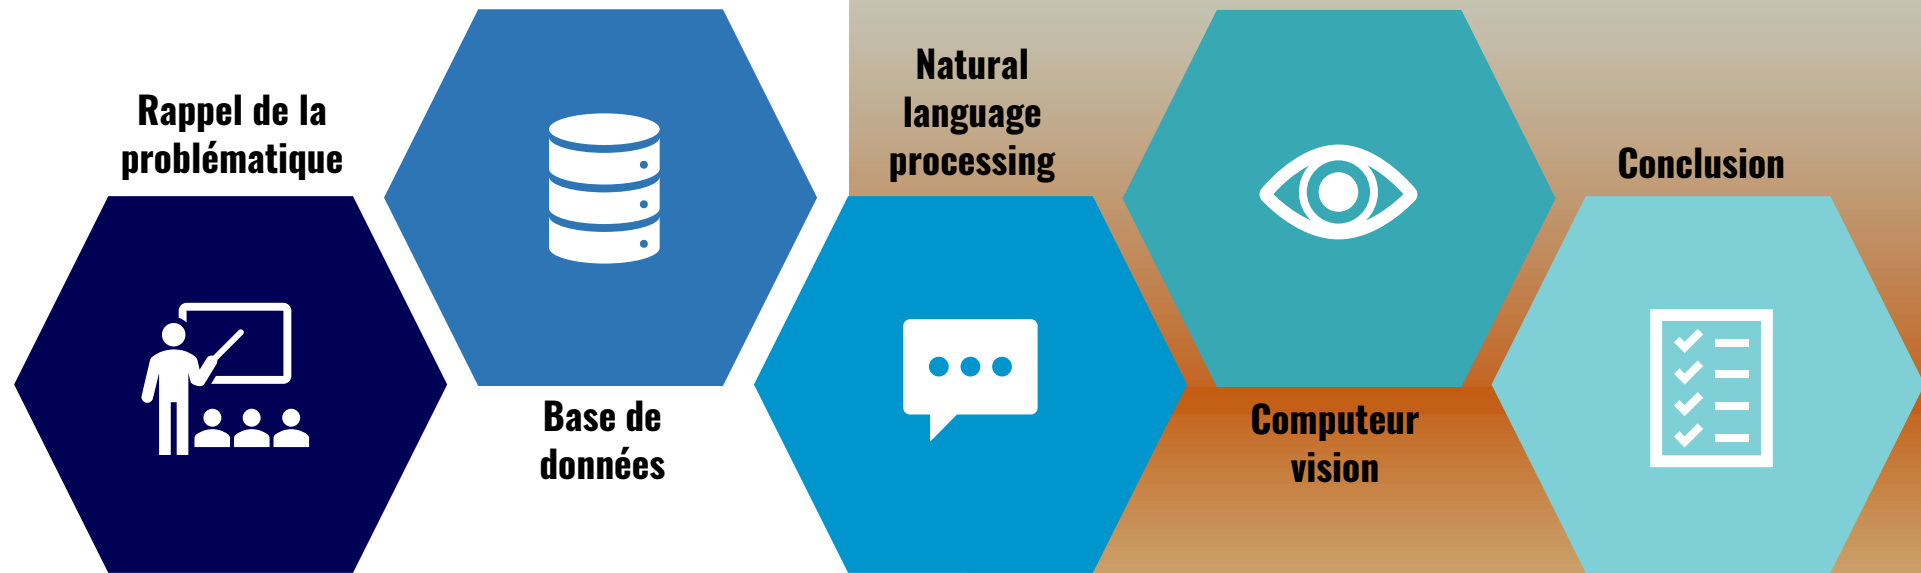 Rappel de la
problématique
Base de
données
Natural
language
processing
Computeur
vision
Conclusion